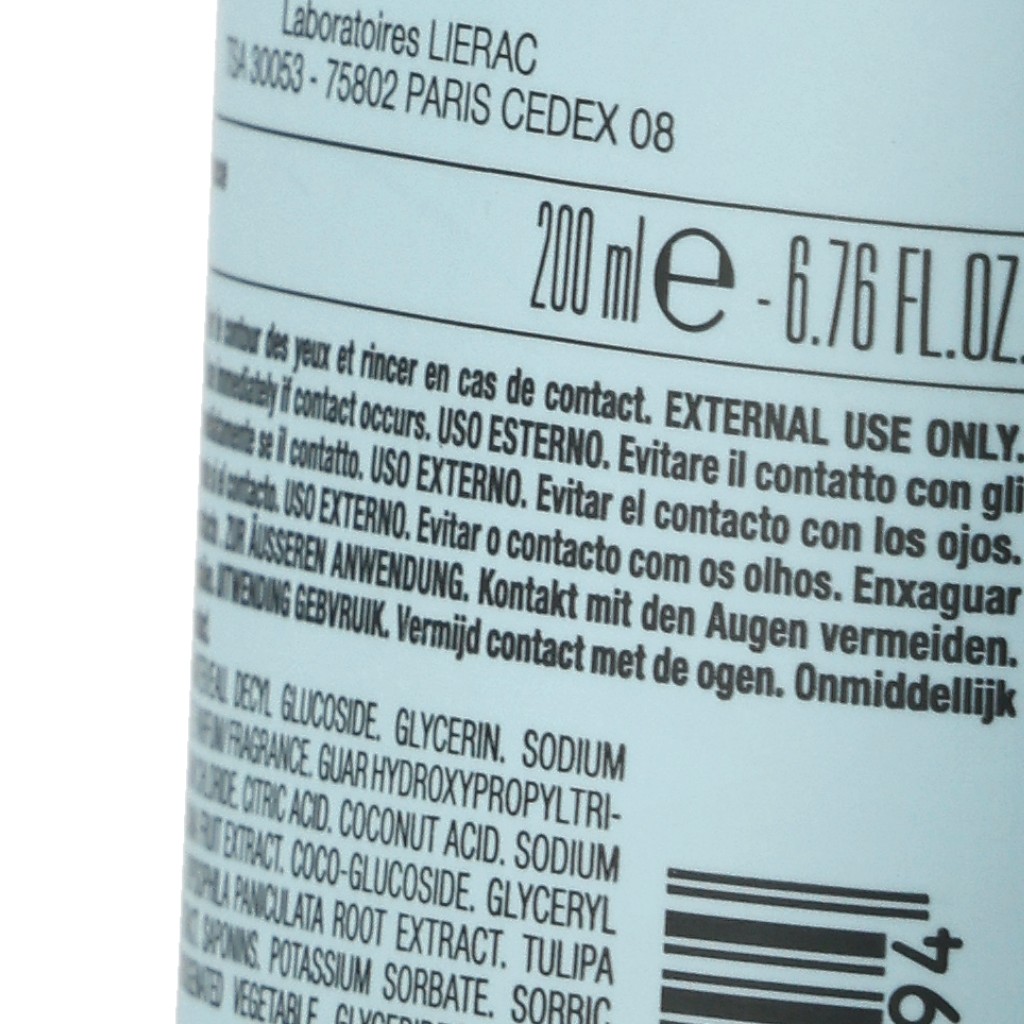 Laboratoires LIERAC
TSA 30053 - 75802 PARIS CEDEX 08
200 ml e - 6.76 FL.OZ.
contour des yeux et rincer en cas de contact. EXTERNAL USE ONLY.
immediately if contact occurs. USO ESTERNO. Evitare il contatto con gli
se il contatto. USO EXTERNO. Evitar el contacto con los ojos.
el contacto. USO EXTERNO. Evitar o contacto com os olhos. Enxaguar
ZUR ÄUSSEREN ANWENDUNG. Kontakt mit den Augen vermeiden.
UITWENDING GEBVRUIK. Vermijd contact met de ogen. Onmiddellijk
DECYL GLUCOSIDE. GLYCERIN. SODIUM
FRAGRANCE. GUAR HYDROXYPROPYLTRI-
CITRIC ACID. COCONUT ACID. SODIUM
FRUIT EXTRACT. COCO-GLUCOSIDE. GLYCERYL
PANICULATA ROOT EXTRACT. TULIPA
SAPONINS. POTASSIUM SORBATE. SORBIC
VEGETABLE GLYCERIDES
46